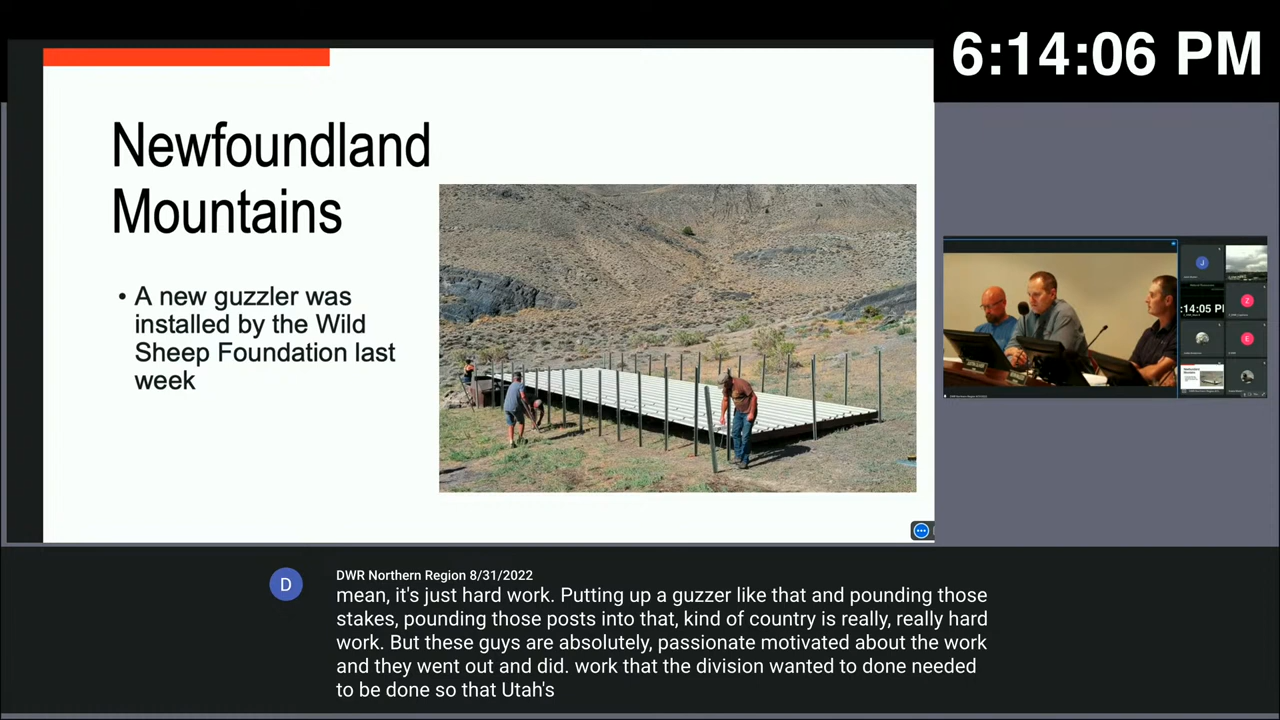 6:14:06 PM
Newfoundland
Mountains
• A new guzzler was
installed by the Wild
Sheep Foundation last
week
J
:14:05 PM
Z
E
D
DWR Northern Region 8/31/2022
mean, it's just hard work. Putting up a guzzer like that and pounding those
stakes, pounding those posts into that, kind of country is really, really hard
work. But these guys are absolutely, passionate motivated about the work
and they went out and did. work that the division wanted to done needed
to be done so that Utah's